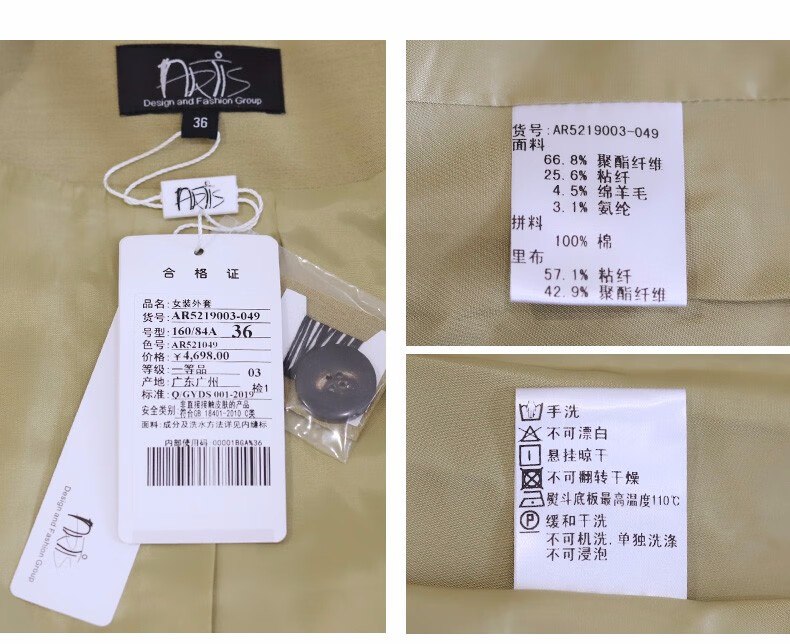 ARTIS
Design and Fashion Group
36
ARTIS
合格证
品名: 女装外套
货号: AR5219003-049
号型: 160/84A 36
色号: AR521049
价格: ￥4,698.00
等级: 一等品 03
产地: 广东广州 检1
标准: Q/GYDS 001-2019
安全类别: 非直接接触皮肤的产品
符合GB 18401-2010 C类
面料:成分及洗水方法详见内缝标
内部使用码: 00001BGAN36
ARTIS
Design and Fashion Group
货号:AR5219003-049
面料
66.8% 聚酯纤维
25.6% 粘纤
4.5% 绵羊毛
3.1% 氨纶
拼料
100% 棉
里布
57.1% 粘纤
42.9% 聚酯纤维
手洗
不可漂白
悬挂晾干
不可翻转干燥
熨斗底板最高温度110℃
P 缓和干洗
不可机洗,单独洗涤
不可浸泡